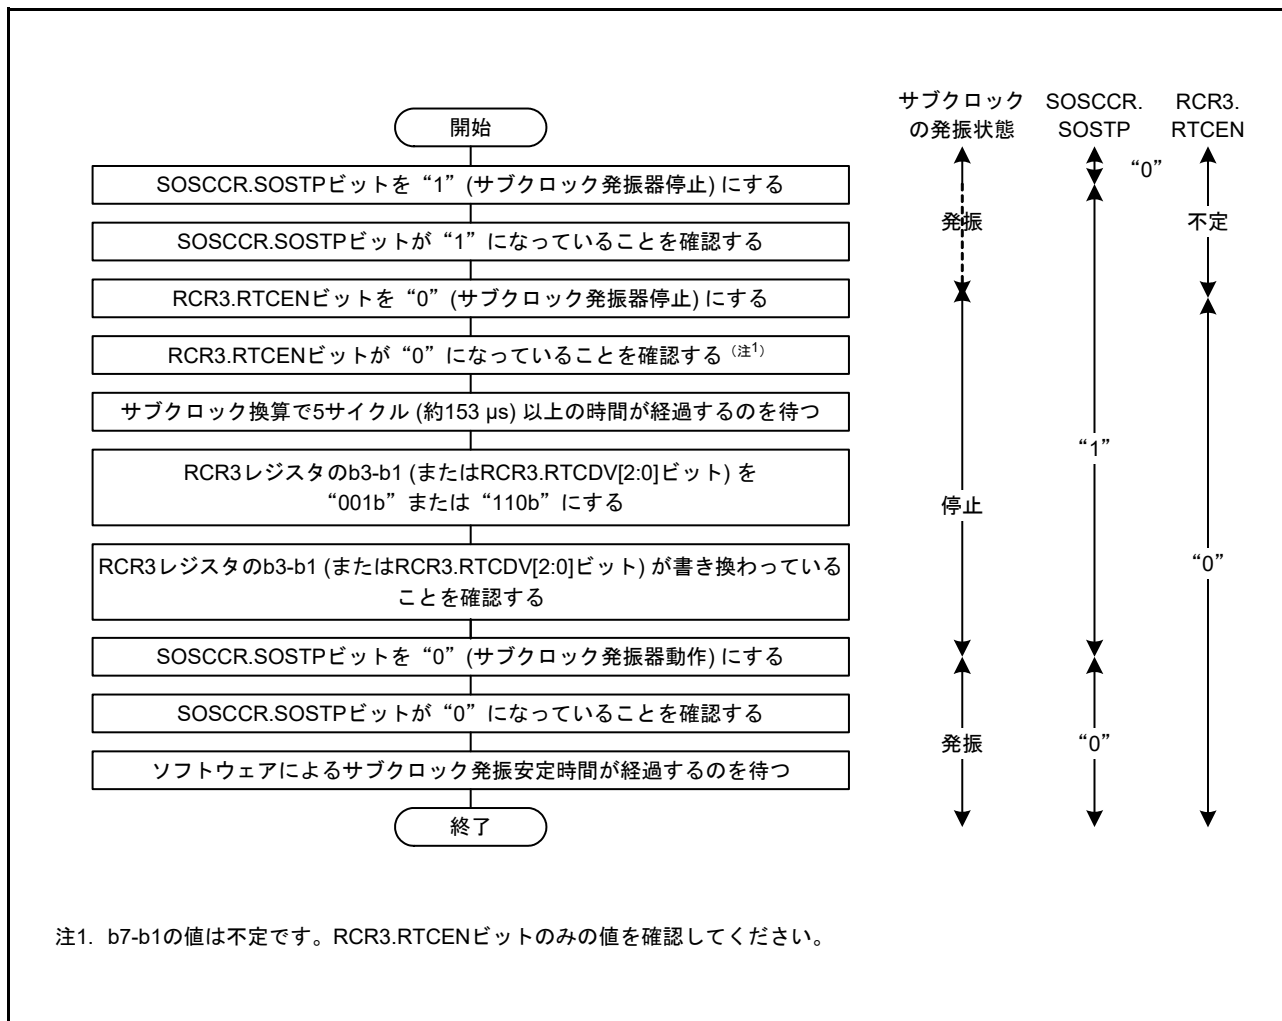 開始
SOSCCR.SOSTPビットを“1”(サブクロック発振器停止) にする
SOSCCR.SOSTPビットが“1”になっていることを確認する
RCR3.RTCENビットを“0”(サブクロック発振器停止) にする
RCR3.RTCENビットが“0”になっていることを確認する（注1）
サブクロック換算で5サイクル (約153 μs) 以上の時間が経過するのを待つ
RCR3レジスタのb3-b1 (またはRCR3.RTCDV[2:0]ビット) を
“001b”または“110b”にする
RCR3レジスタのb3-b1 (またはRCR3.RTCDV[2:0]ビット) が書き換わっている
ことを確認する
SOSCCR.SOSTPビットを“0”(サブクロック発振器動作) にする
SOSCCR.SOSTPビットが“0”になっていることを確認する
ソフトウェアによるサブクロック発振安定時間が経過するのを待つ
終了
サブクロック
の発振状態
発振
停止
発振
SOSCCR.
SOSTP
“0”
“1”
“0”
RCR3.
RTCEN
不定
“0”
注1. b7-b1の値は不定です。RCR3.RTCENビットのみの値を確認してください。